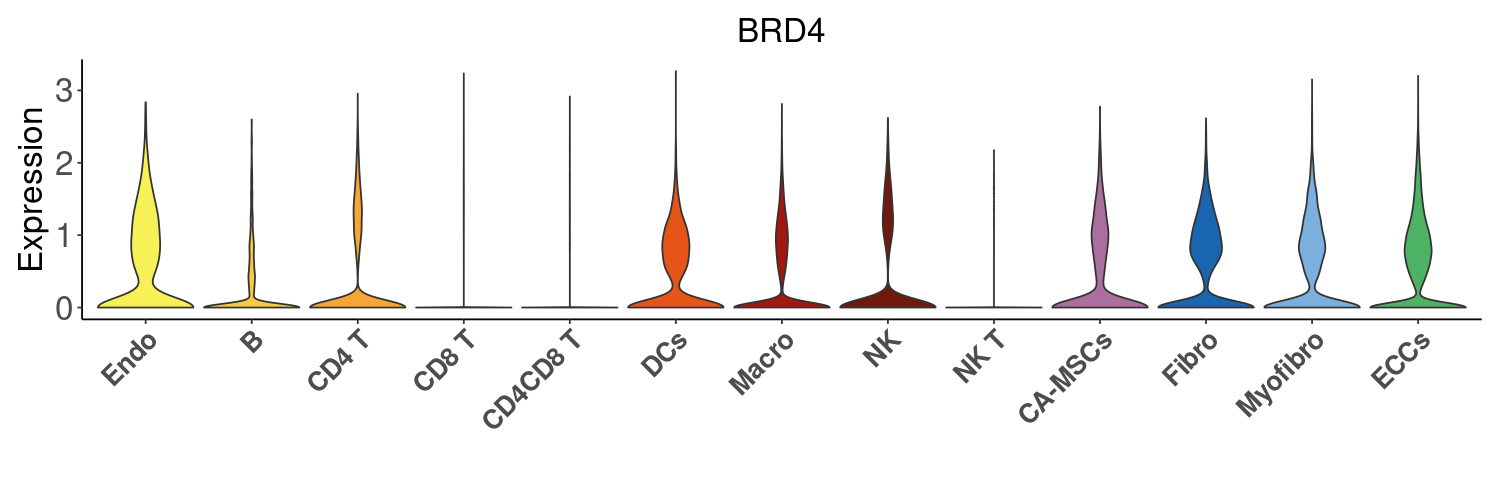 BRD4
Expression
3
2
1
0
Endo
B
CD4 T
CD8 T
CD4CD8 T
DCs
Macro
NK
NK T
CA-MSCs
Fibro
Myofibro
ECCs